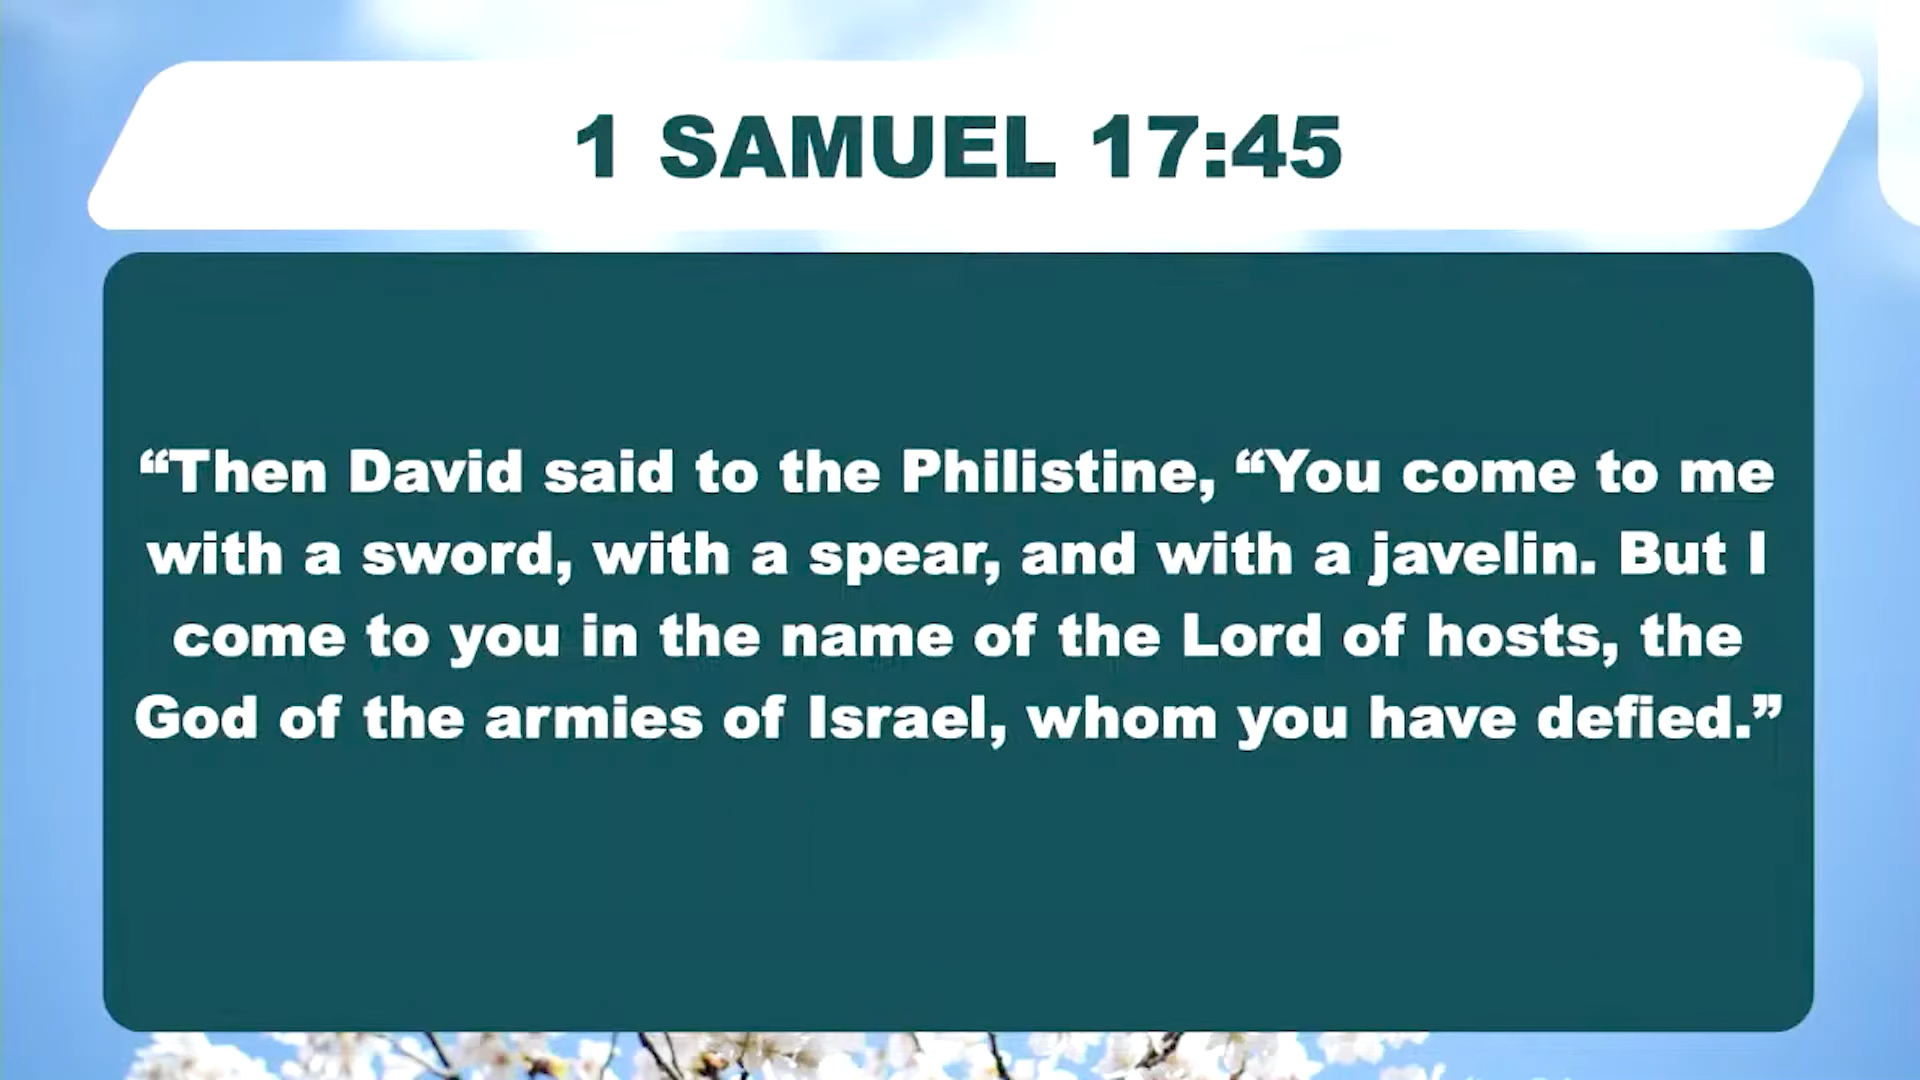 1 SAMUEL 17:45
“Then David said to the Philistine, “You come to me
with a sword, with a spear, and with a javelin. But I
come to you in the name of the Lord of hosts, the
God of the armies of Israel, whom you have defied.”